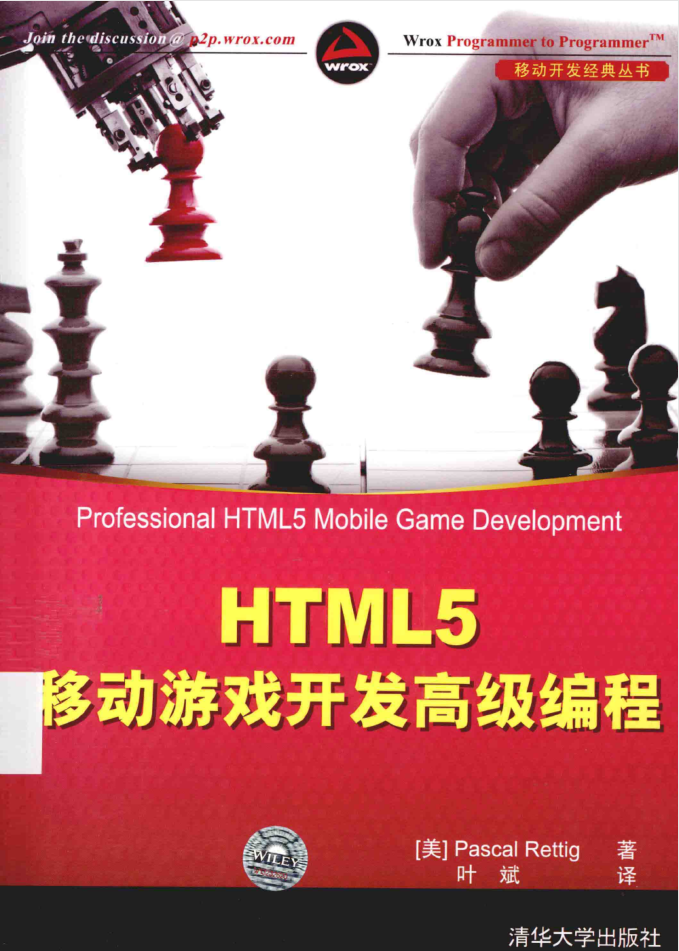 Join the discussion @ p2p.wrox.com
wrox
Wrox Programmer to Programmer™
移动开发经典丛书
Professional HTML5 Mobile Game Development
HTML5
移动游戏开发高级编程
WILEY
[美] Pascal Rettig 著
叶 斌 译
清华大学出版社